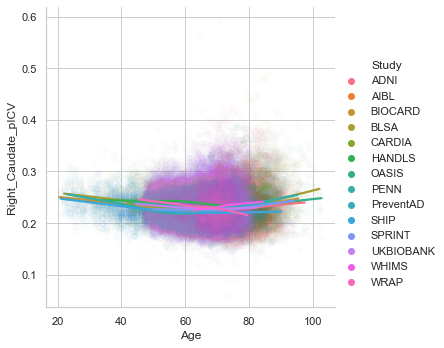 0.6
0.5
0.4
0.3
0.2
0.1
Right_Caudate_pICV
20 40 60 80 100
Age
Study
ADNI
AIBL
BIOCARD
BLSA
CARDIA
HANDLS
OASIS
PENN
PreventAD
SHIP
SPRINT
UKBIOBANK
WHIMS
WRAP